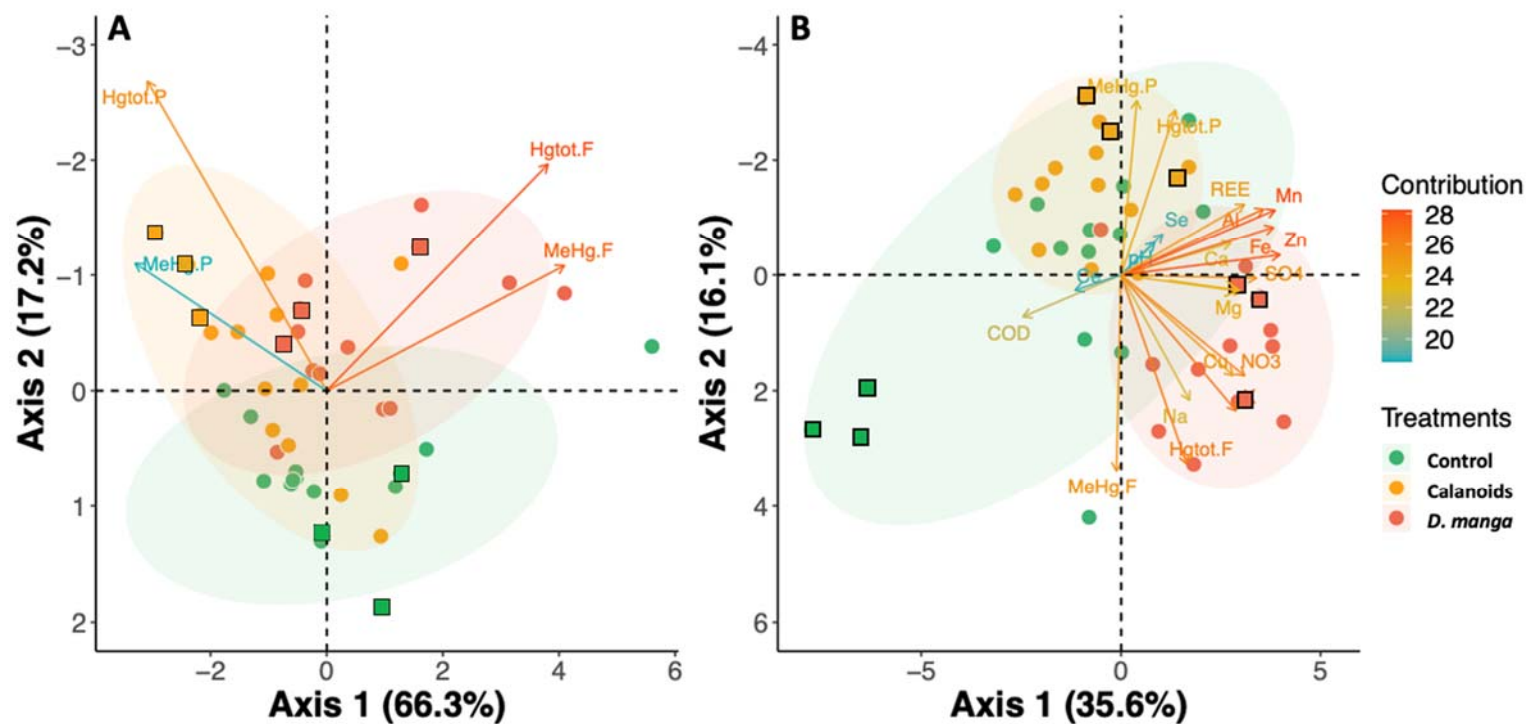 A
−3
−2
−1
0
1
2
Axis 2 (17.2%)
Hgtot.P
Hgtot.F
MeHg.F
MeHg.P
−2
0
2
4
6
Axis 1 (66.3%)
B
−4
−2
0
2
4
6
Axis 2 (16.1%)
MeHg.P
Hgtot.P
REE
Mn
Se
Al
Zn
Fe
pH
Ca
SO4
Mg
COD
Cu
NO3
Na
Hgtot.F
MeHg.F
−5
0
5
Axis 1 (35.6%)
Contribution
28
26
24
22
20
Treatments
Control
Calanoids
D. manga